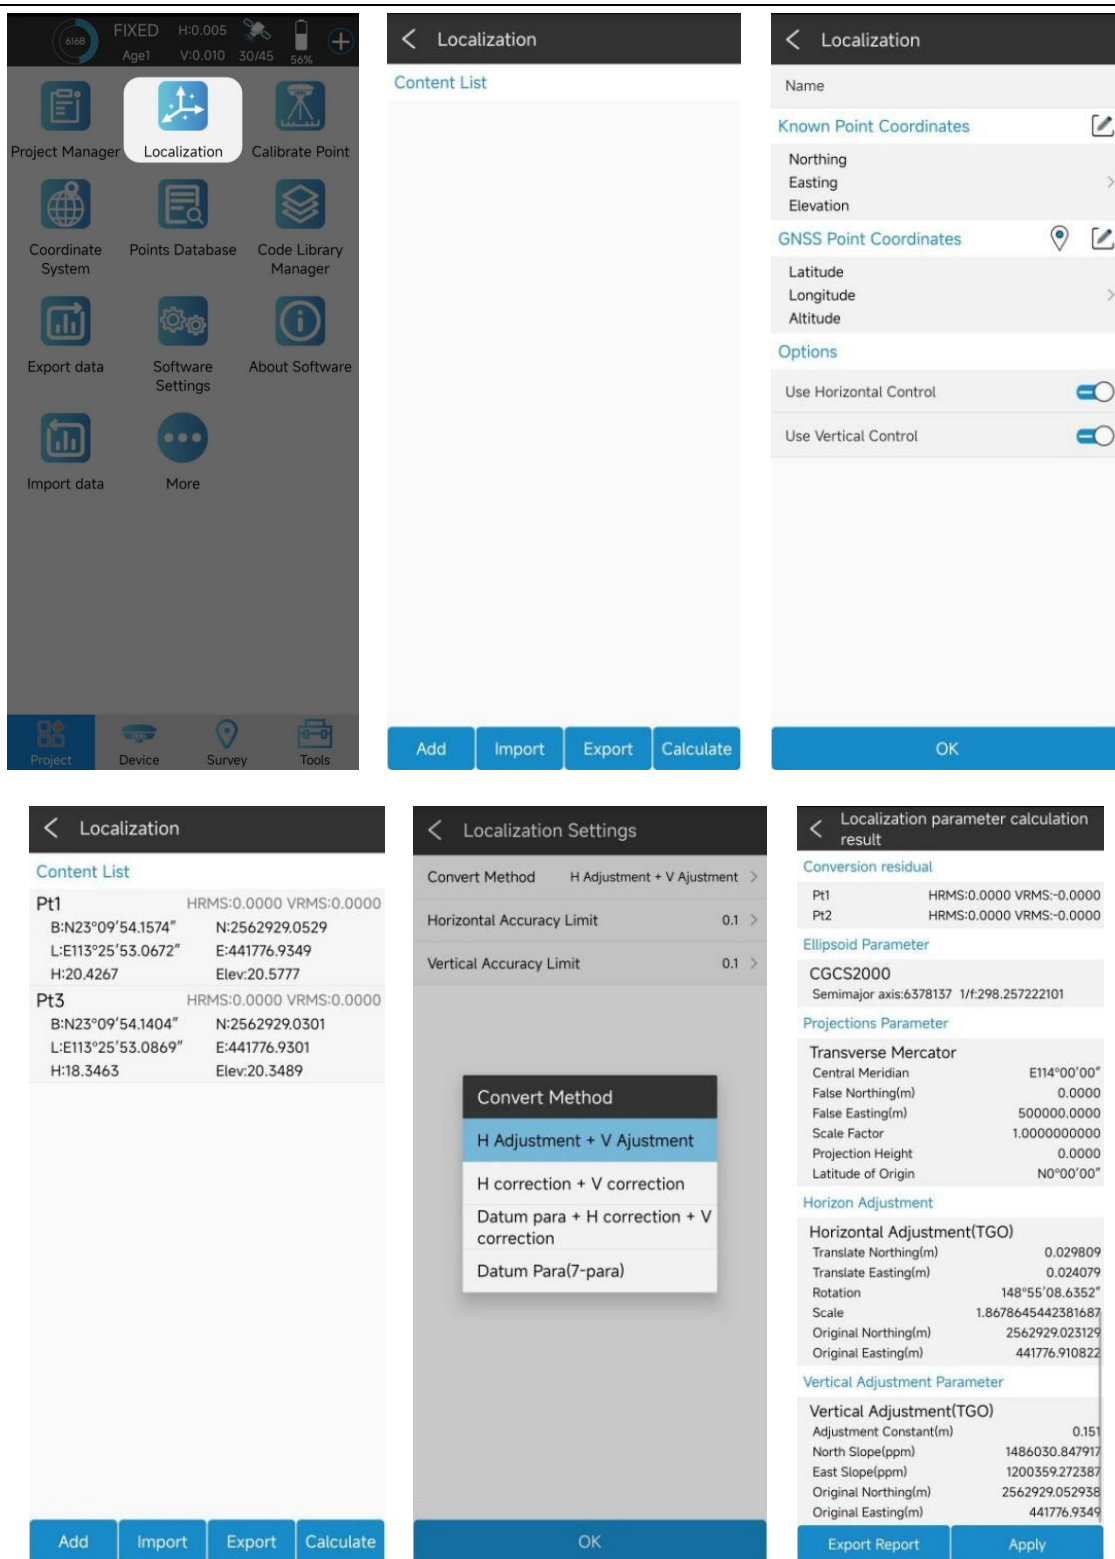 6168
FIXED H:0.005
Age1 V:0.010 30/45 56%
Project Manager Localization Calibrate Point
Coordinate System Points Database Code Library Manager
Export data Software Settings About Software
Import data More
Project Device Survey Tools
Localization
Content List
Add Import Export Calculate
Localization
Name
Known Point Coordinates
Northing
Easting
Elevation
GNSS Point Coordinates
Latitude
Longitude
Altitude
Options
Use Horizontal Control
Use Vertical Control
OK
Localization
Content List
Pt1 HRMS:0.0000 VRMS:0.0000
B:N23°09'54.1574" N:2562929.0529
L:E113°25'53.0672" E:441776.9349
H:20.4267 Elev:20.5777
Pt3 HRMS:0.0000 VRMS:0.0000
B:N23°09'54.1404" N:2562929.0301
L:E113°25'53.0869" E:441776.9301
H:18.3463 Elev:20.3489
Add Import Export Calculate
Localization Settings
Convert Method H Adjustment + V Ajustment
Horizontal Accuracy Limit 0.1
Vertical Accuracy Limit 0.1
Convert Method
H Adjustment + V Ajustment
H correction + V correction
Datum para + H correction + V
correction
Datum Para(7-para)
OK
Localization parameter calculation
result
Conversion residual
Pt1 HRMS:0.0000 VRMS:-0.0000
Pt2 HRMS:0.0000 VRMS:-0.0000
Ellipsoid Parameter
CGCS2000
Semimajor axis:6378137 1/f:298.257222101
Projections Parameter
Transverse Mercator
Central Meridian E114°00'00"
False Northing(m) 0.0000
False Easting(m) 500000.0000
Scale Factor 1.0000000000
Projection Height 0.0000
Latitude of Origin N0°00'00"
Horizon Adjustment
Horizontal Adjustment(TGO)
Translate Northing(m) 0.029809
Translate Easting(m) 0.024079
Rotation 148°55'08.6352"
Scale 1.8678645442381687
Original Northing(m) 2562929.023129
Original Easting(m) 441776.910822
Vertical Adjustment Parameter
Vertical Adjustment(TGO)
Adjustment Constant(m) 0.151
North Slope(ppm) 1486030.847917
East Slope(ppm) 1200359.272387
Original Northing(m) 2562929.052938
Original Easting(m) 441776.9349
Export Report Apply